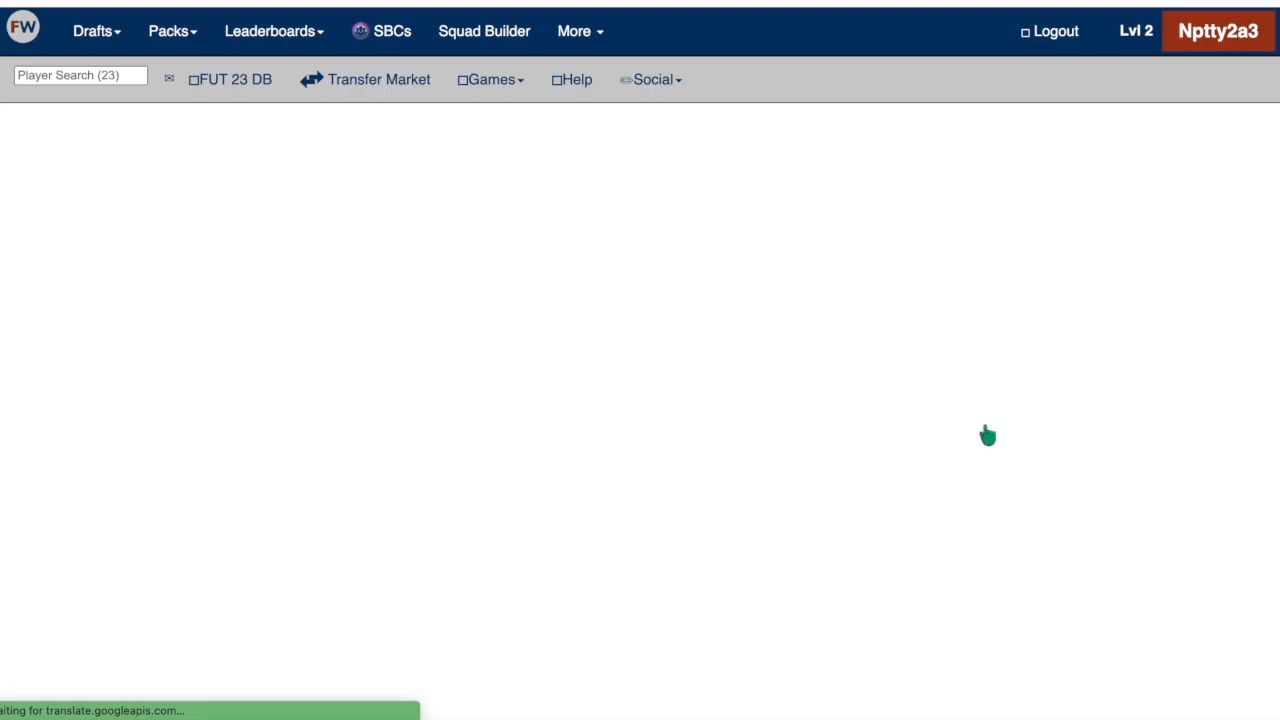 FW
Drafts
Packs
Leaderboards
SBCs
Squad Builder
More
Logout
Lvl 2
Nptty2a3
Player Search (23)
FUT 23 DB
Transfer Market
Games
Help
Social
aiting for translate.googleapis.com...